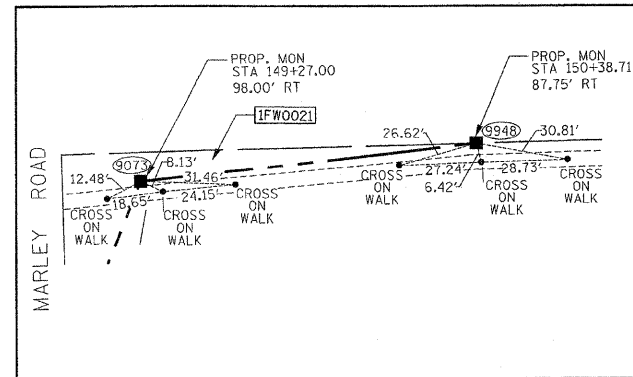 PROP. MON
STA 149+27.00
98.00' RT
PROP. MON
STA 150+38.71
87.75' RT
1FW0021
26.62'
9948
30.81'
9073
8.13'
12.48'
31.46'
18.65'
24.15'
27.24'
28.73'
6.42'
CROSS
ON
WALK
CROSS
ON
WALK
CROSS
ON
WALK
CROSS
ON
WALK
CROSS
ON
WALK
CROSS
ON
WALK
MARLEY ROAD